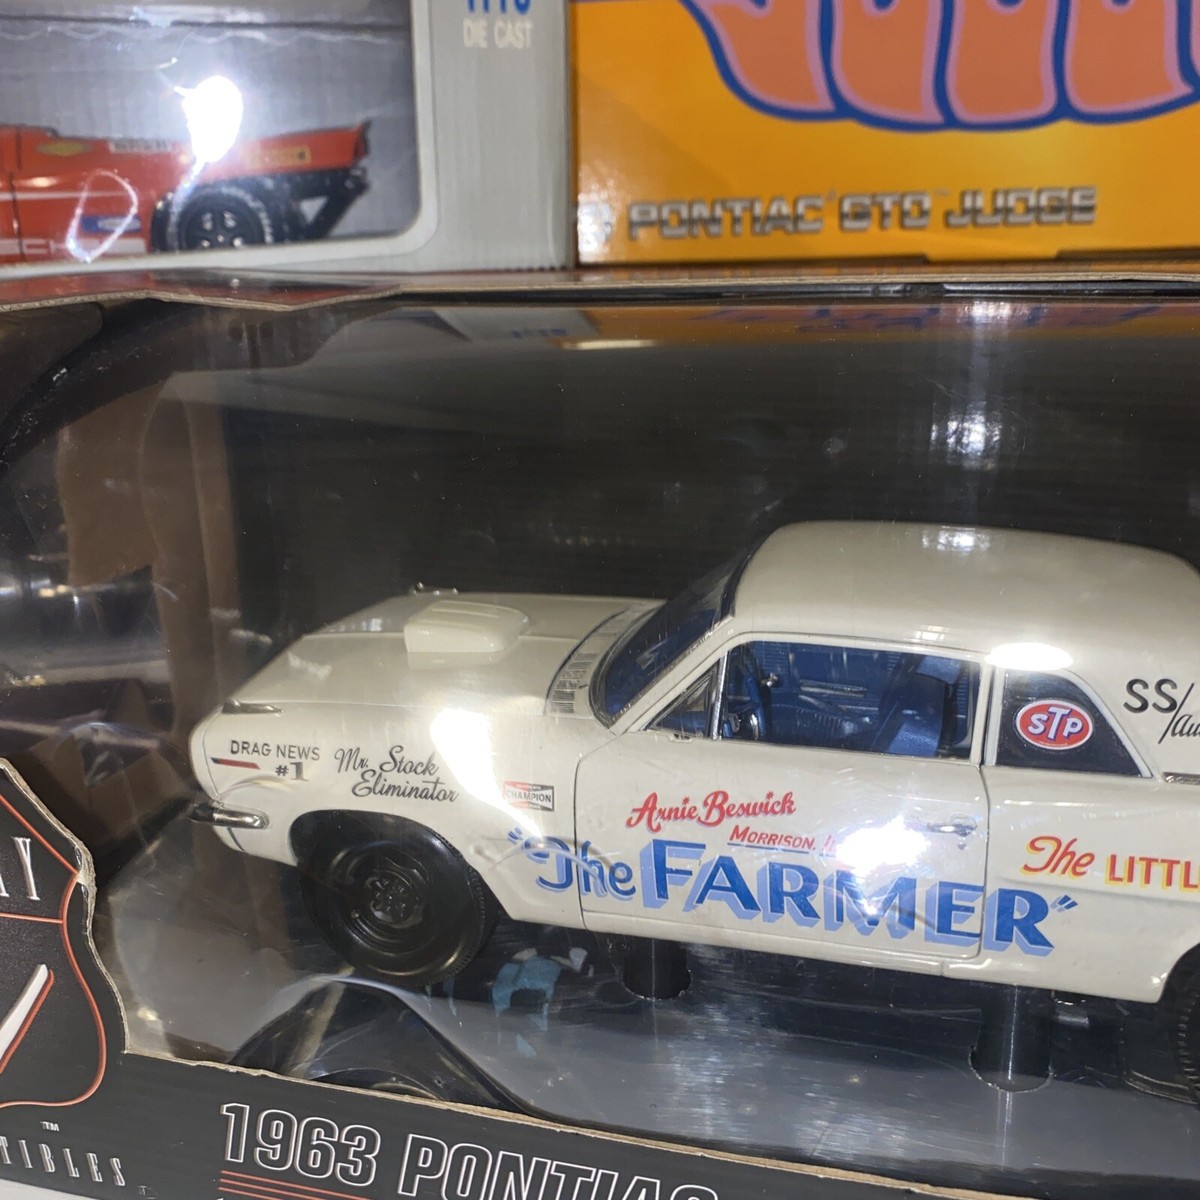 DIE CAST
PONTIAC GTO JUDGE
SS/
STP
DRAG NEWS
#1
Mr. Stock
Eliminator
CHAMPION
Arnie Beswick
MORRISON,
"The FARMER"
The LITTL
1963 PONTIAC